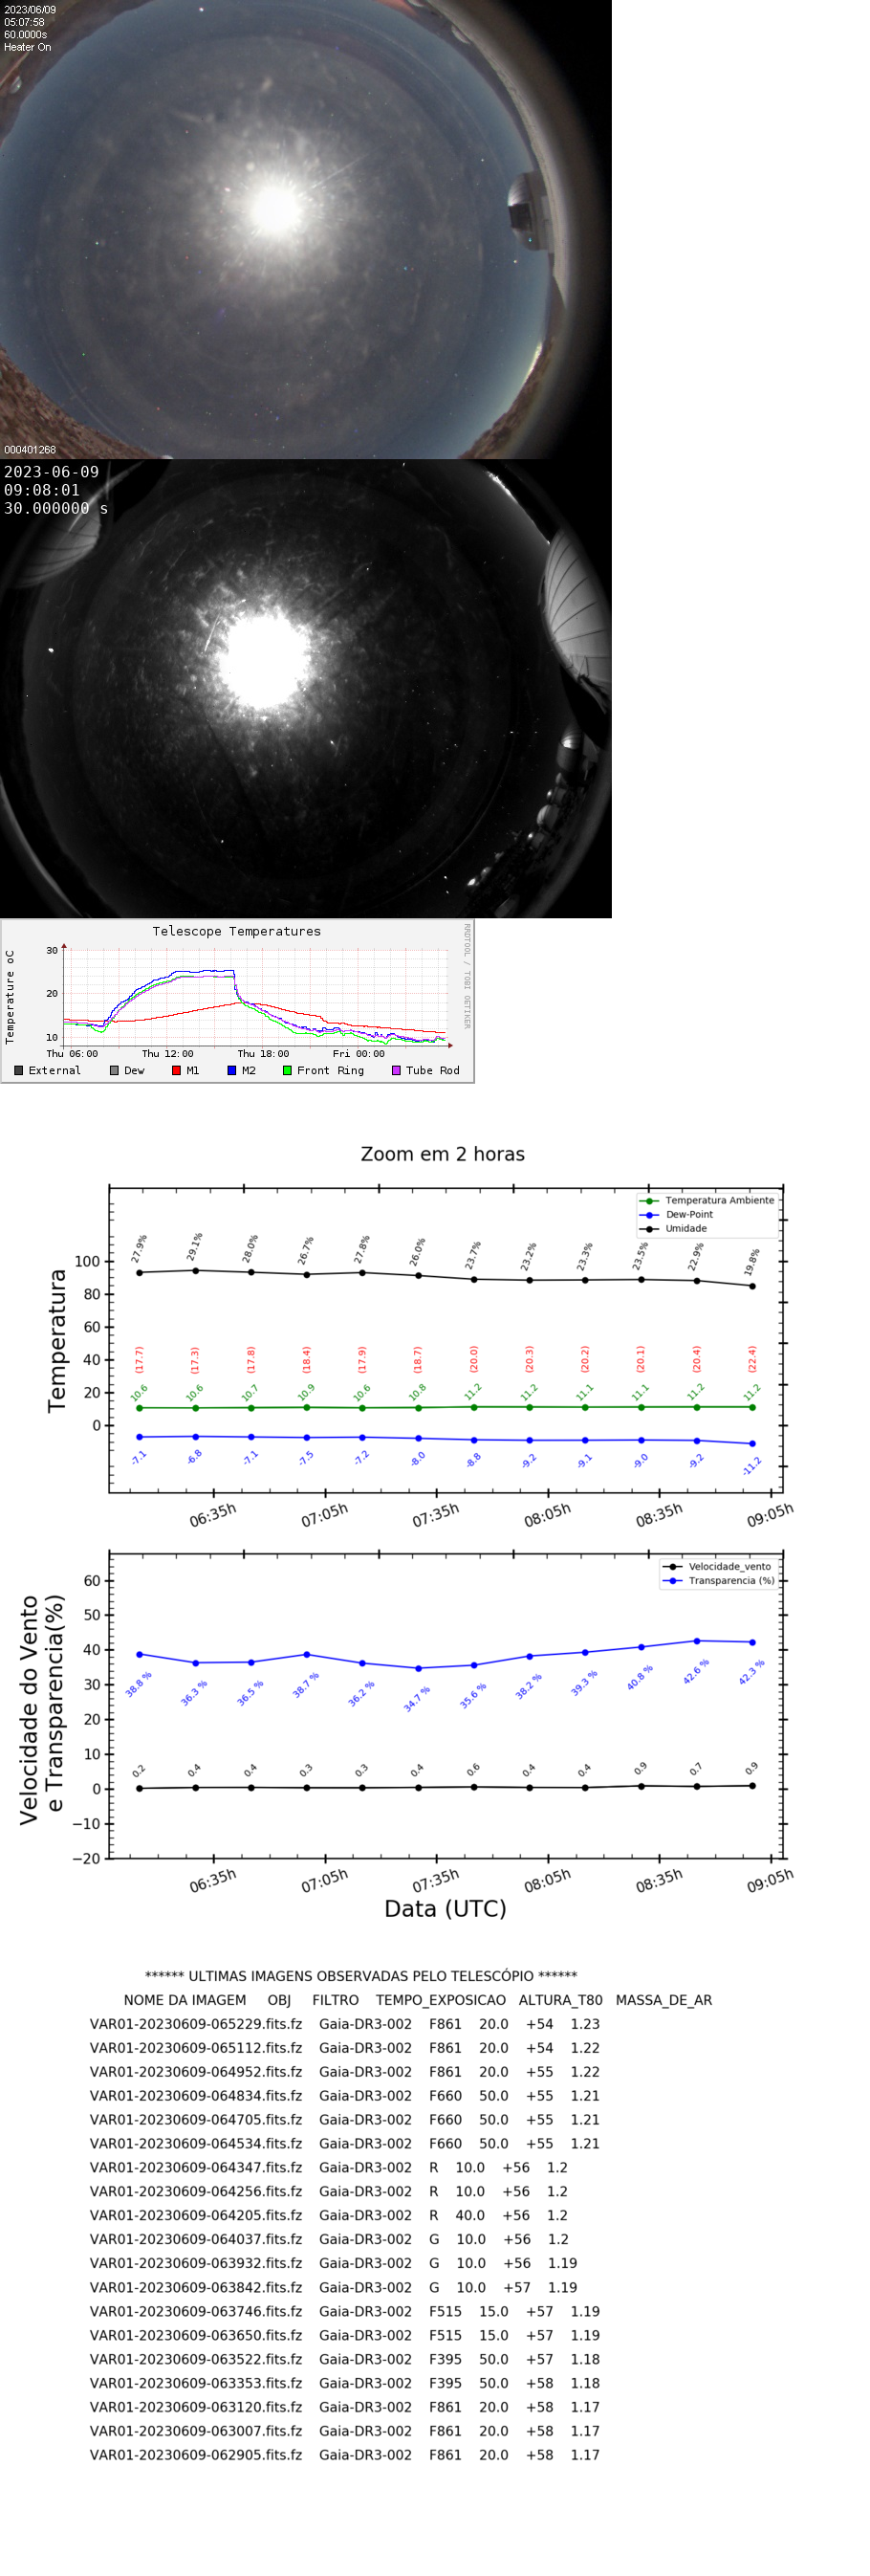 2023/06/09
05:07:58
60.0000s
Heater On
000401268
2023-06-09
09:08:01
30.000000 s
Telescope Temperatures
RRDTOOL / TOBI OETIKER
Temperature oC
30
20
10
Thu 06:00 Thu 12:00 Thu 18:00 Fri 00:00
External Dew M1 M2 Front Ring Tube Rod
Zoom em 2 horas
Temperatura Ambiente
Dew-Point
Umidade
Temperatura
100
80
60
40
20
0
27.9% 29.1% 28.0% 26.7% 27.8% 26.0% 23.7% 23.2% 23.3% 23.5% 22.9% 19.8%
(17.7) (17.3) (17.8) (18.4) (17.9) (18.7) (20.0) (20.3) (20.2) (20.1) (20.4) (22.4)
10.6 10.6 10.7 10.9 10.6 10.8 11.2 11.2 11.1 11.1 11.2 11.2
-7.1 -6.8 -7.1 -7.5 -7.2 -8.0 -8.8 -9.2 -9.1 -9.0 -9.2 -11.2
06:35h 07:05h 07:35h 08:05h 08:35h 09:05h
Velocidade_vento
Transparencia (%)
Velocidade do Vento
e Transparencia(%)
60
50
40
30
20
10
0
−10
−20
38.8 % 36.3 % 36.5 % 38.7 % 36.2 % 34.7 % 35.6 % 38.2 % 39.3 % 40.8 % 42.6 % 42.3 %
0.2 0.4 0.4 0.3 0.3 0.4 0.6 0.4 0.4 0.9 0.7 0.9
06:35h 07:05h 07:35h 08:05h 08:35h 09:05h
Data (UTC)
****** ULTIMAS IMAGENS OBSERVADAS PELO TELESCÓPIO ******
NOME DA IMAGEM OBJ FILTRO TEMPO_EXPOSICAO ALTURA_T80 MASSA_DE_AR
VAR01-20230609-065229.fits.fz Gaia-DR3-002 F861 20.0 +54 1.23
VAR01-20230609-065112.fits.fz Gaia-DR3-002 F861 20.0 +54 1.22
VAR01-20230609-064952.fits.fz Gaia-DR3-002 F861 20.0 +55 1.22
VAR01-20230609-064834.fits.fz Gaia-DR3-002 F660 50.0 +55 1.21
VAR01-20230609-064705.fits.fz Gaia-DR3-002 F660 50.0 +55 1.21
VAR01-20230609-064534.fits.fz Gaia-DR3-002 F660 50.0 +55 1.21
VAR01-20230609-064347.fits.fz Gaia-DR3-002 R 10.0 +56 1.2
VAR01-20230609-064256.fits.fz Gaia-DR3-002 R 10.0 +56 1.2
VAR01-20230609-064205.fits.fz Gaia-DR3-002 R 40.0 +56 1.2
VAR01-20230609-064037.fits.fz Gaia-DR3-002 G 10.0 +56 1.2
VAR01-20230609-063932.fits.fz Gaia-DR3-002 G 10.0 +56 1.19
VAR01-20230609-063842.fits.fz Gaia-DR3-002 G 10.0 +57 1.19
VAR01-20230609-063746.fits.fz Gaia-DR3-002 F515 15.0 +57 1.19
VAR01-20230609-063650.fits.fz Gaia-DR3-002 F515 15.0 +57 1.19
VAR01-20230609-063522.fits.fz Gaia-DR3-002 F395 50.0 +57 1.18
VAR01-20230609-063353.fits.fz Gaia-DR3-002 F395 50.0 +58 1.18
VAR01-20230609-063120.fits.fz Gaia-DR3-002 F861 20.0 +58 1.17
VAR01-20230609-063007.fits.fz Gaia-DR3-002 F861 20.0 +58 1.17
VAR01-20230609-062905.fits.fz Gaia-DR3-002 F861 20.0 +58 1.17